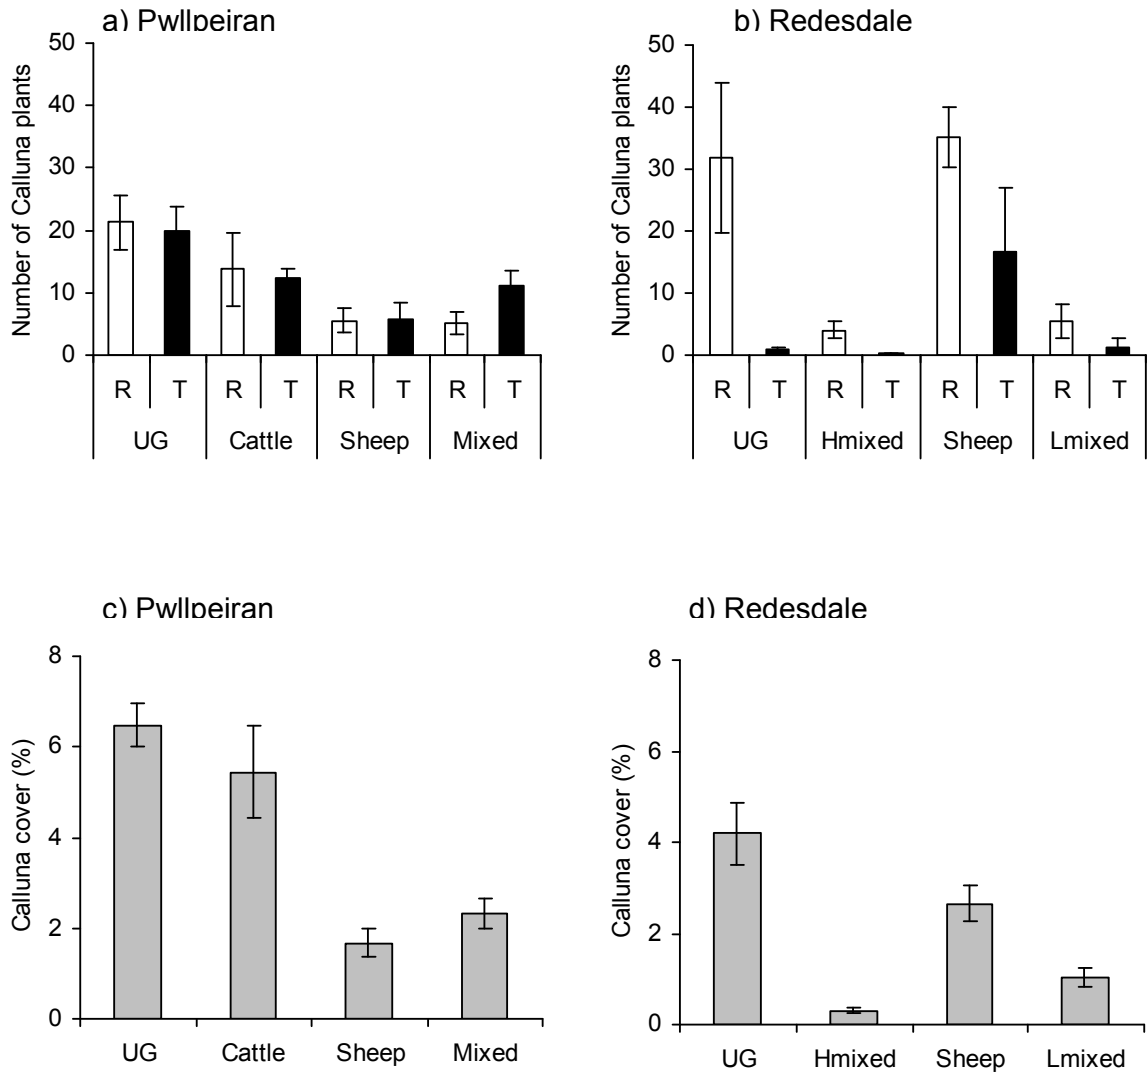 a) Pwllpeiran
50
40
30
20
10
0
Number of Calluna plants
R T R T R T R T
UG Cattle Sheep Mixed
b) Redesdale
50
40
30
20
10
0
Number of Calluna plants
R T R T R T R T
UG Hmixed Sheep Lmixed
c) Pwllpeiran
8
6
4
2
0
Calluna cover (%)
UG Cattle Sheep Mixed
d) Redesdale
8
6
4
2
0
Calluna cover (%)
UG Hmixed Sheep Lmixed